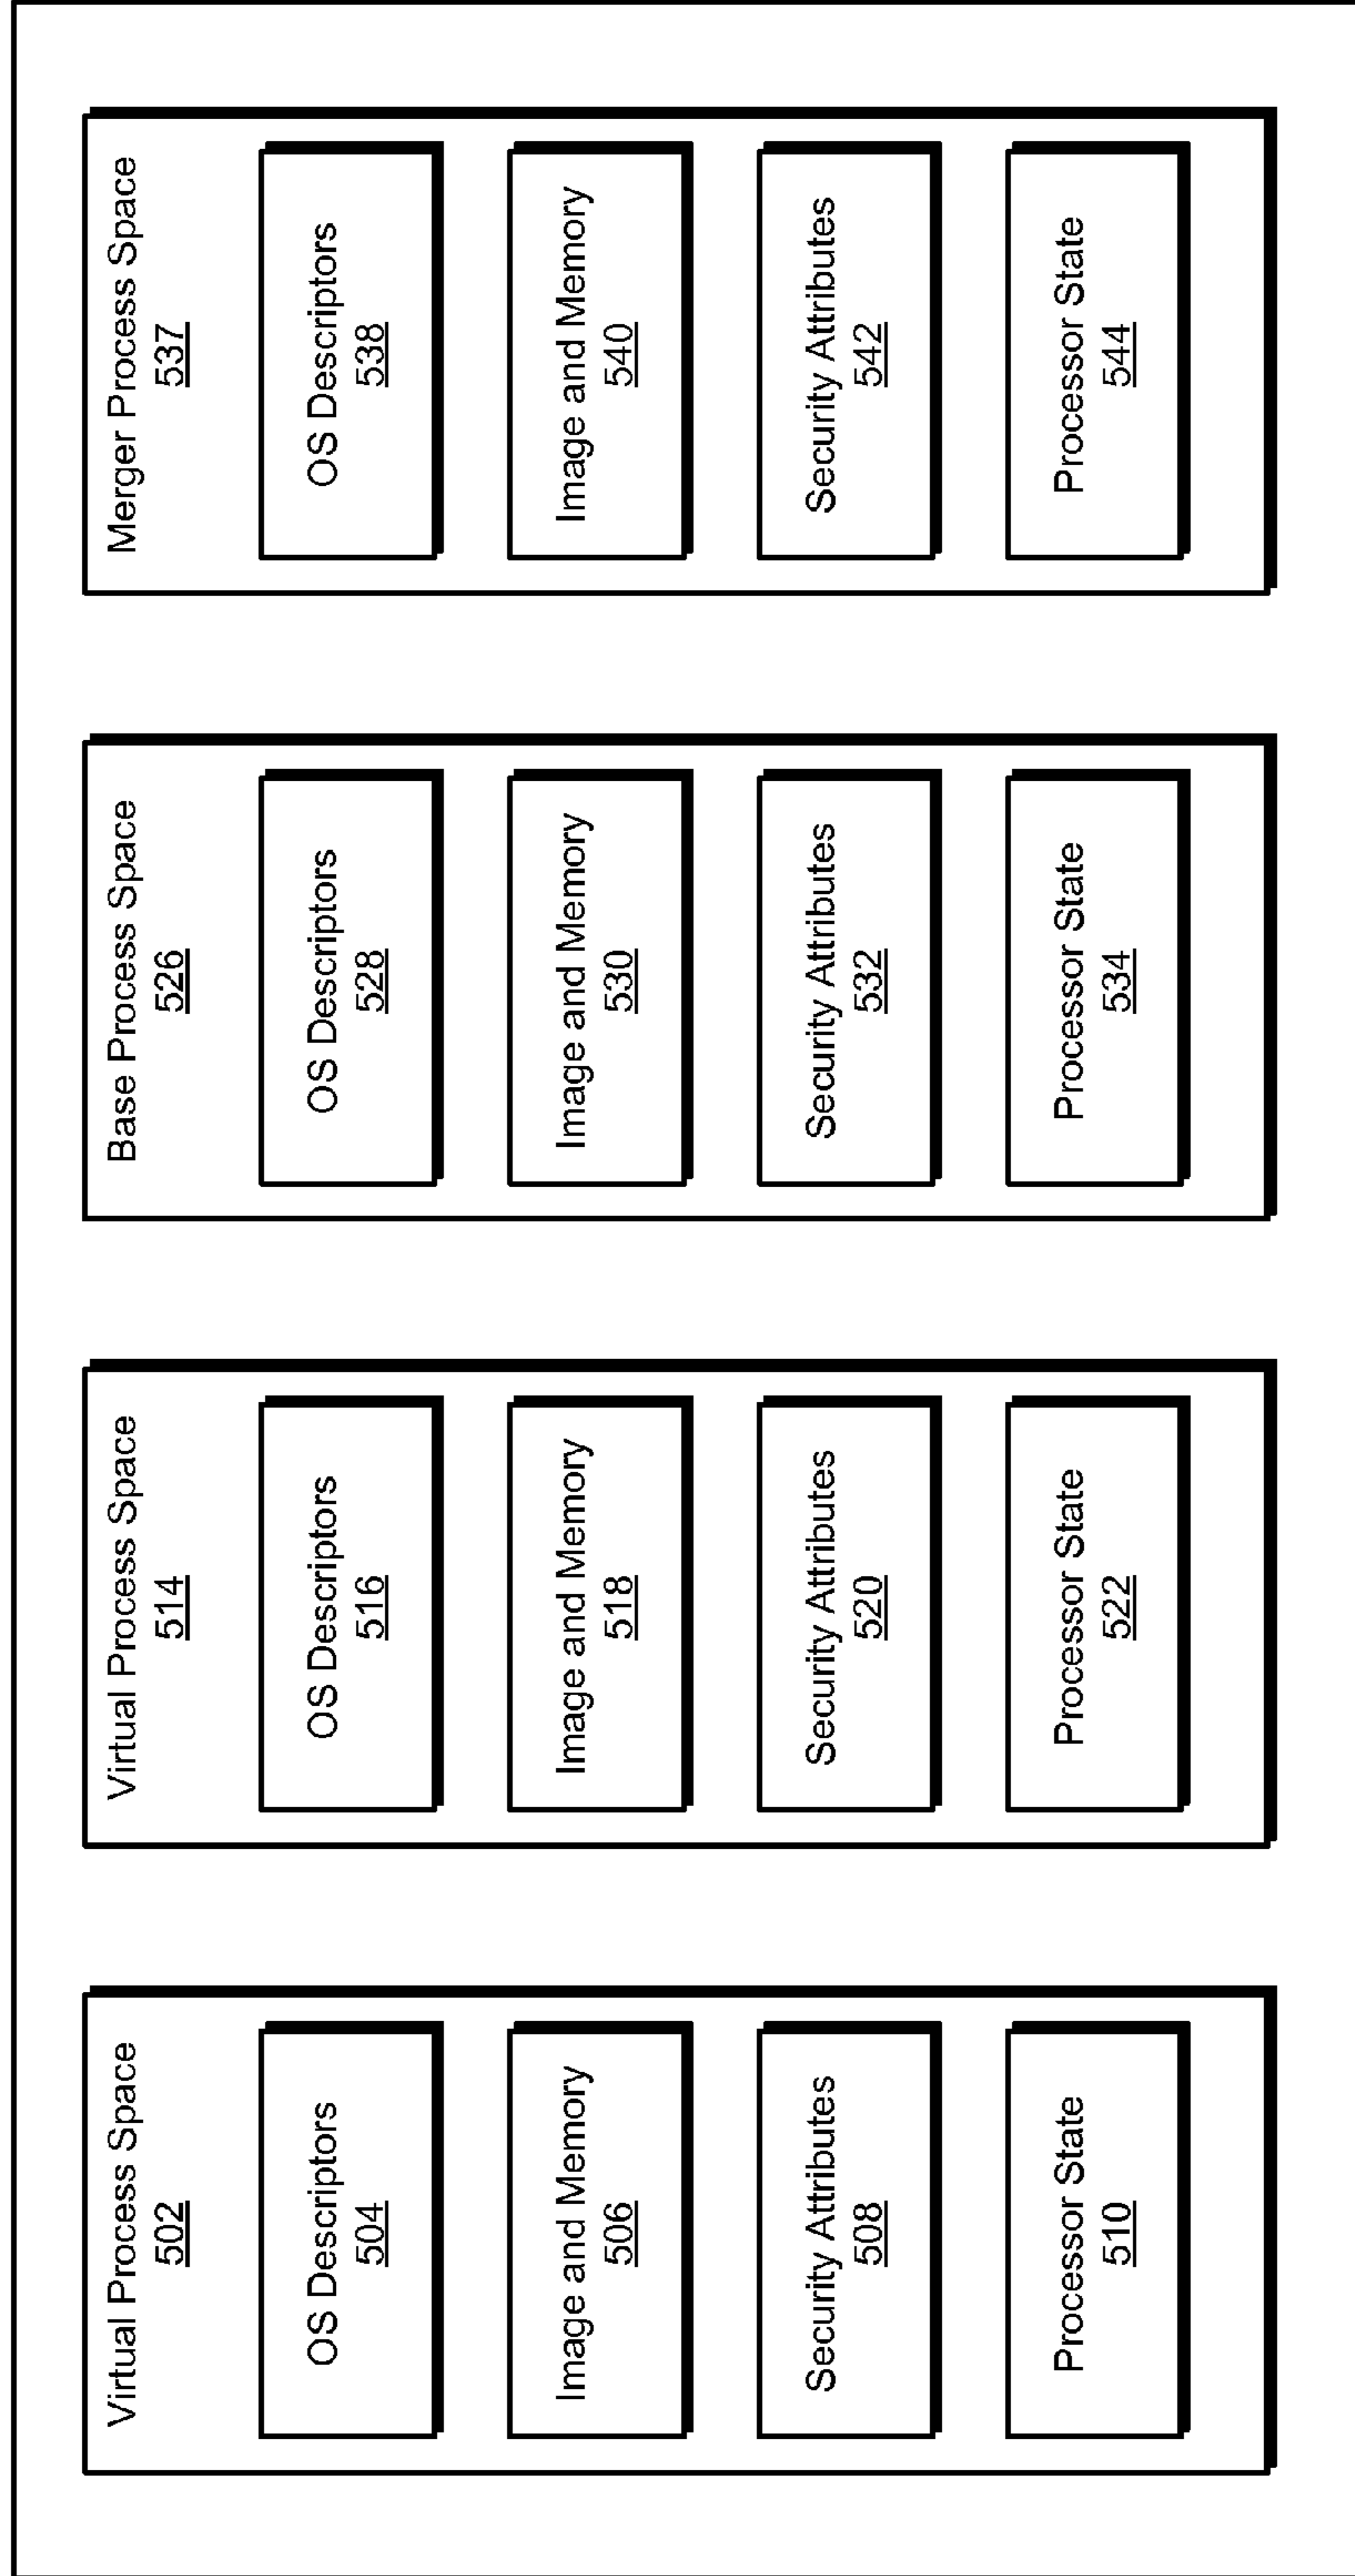 Virtual Process Space
502
OS Descriptors
504
Image and Memory
506
Security Attributes
508
Processor State
510
Virtual Process Space
514
OS Descriptors
516
Image and Memory
518
Security Attributes
520
Processor State
522
Base Process Space
526
OS Descriptors
528
Image and Memory
530
Security Attributes
532
Processor State
534
Merger Process Space
537
OS Descriptors
538
Image and Memory
540
Security Attributes
542
Processor State
544